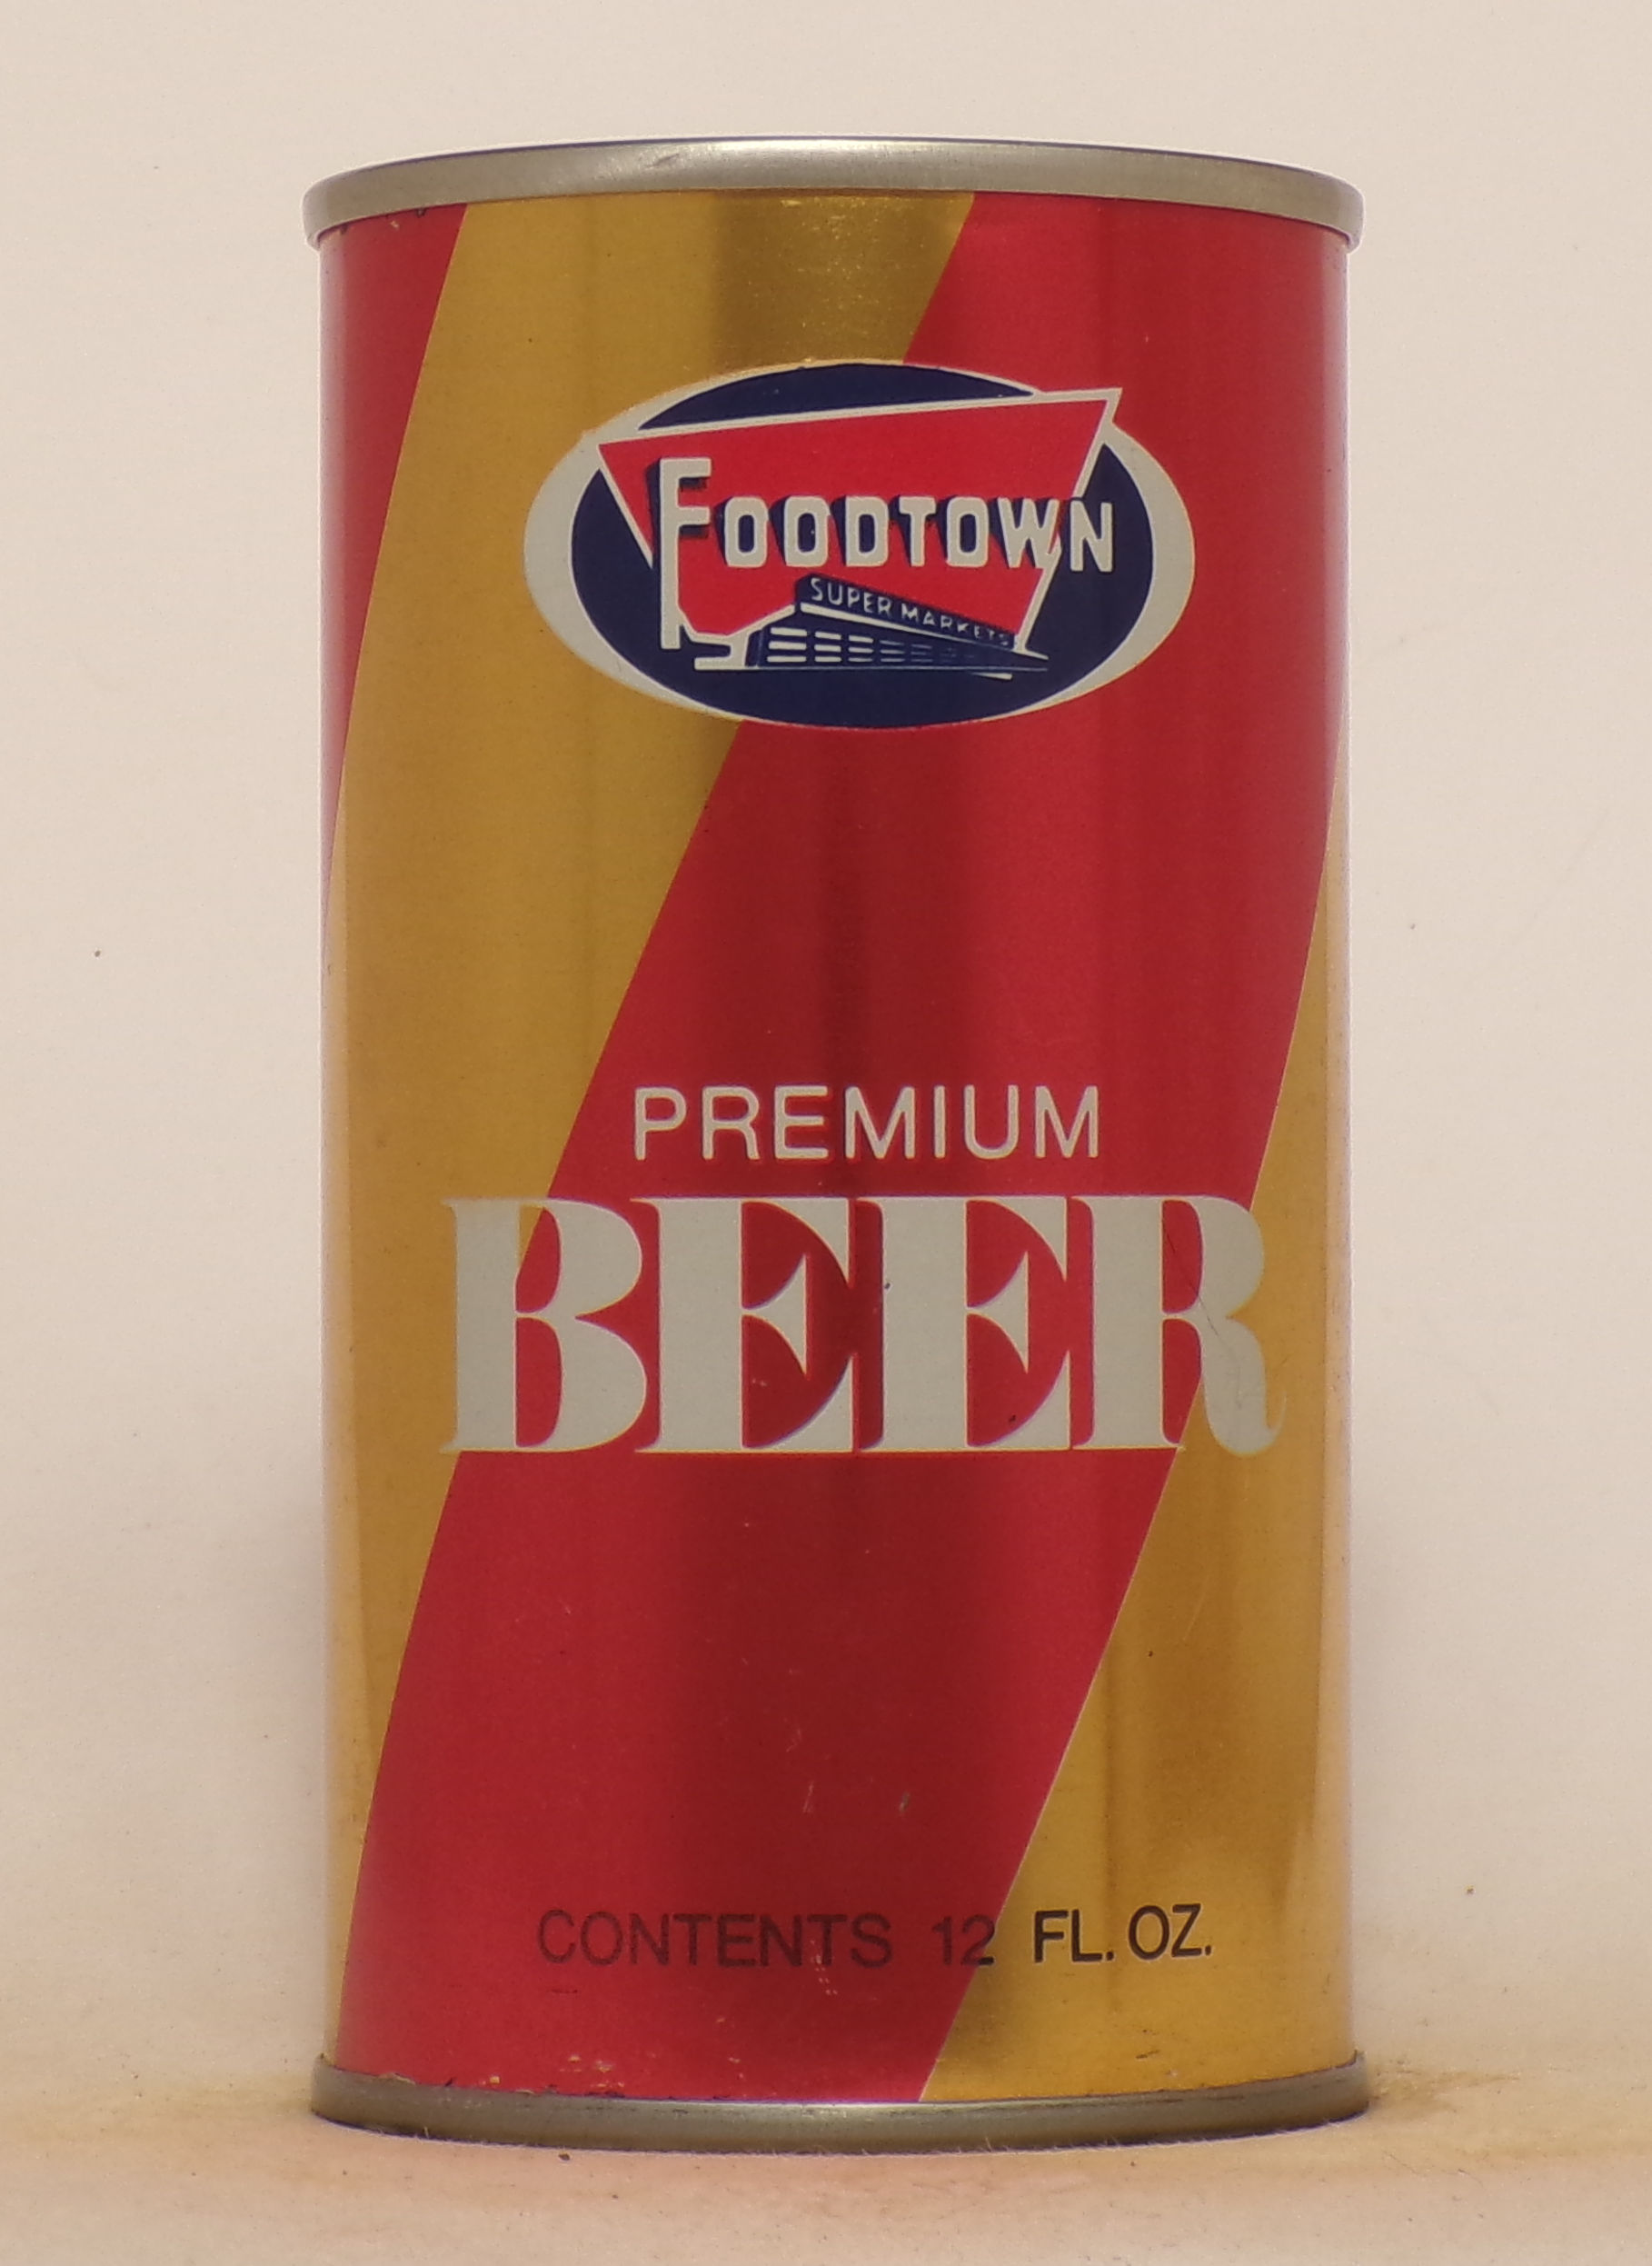 FOODTOWN
SUPER MARKETS
PREMIUM
BEER
CONTENTS 12 FL. OZ.